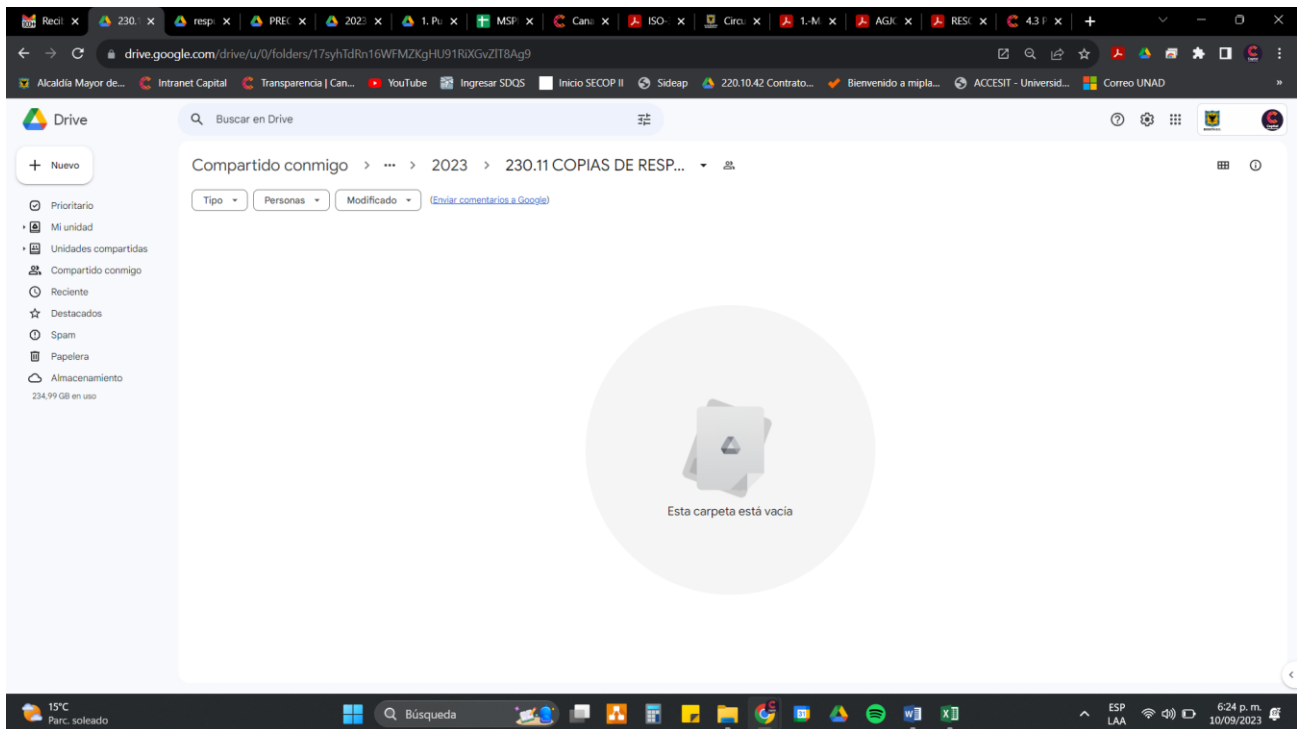 Recil 230.1 resp PREC 2023 1. Pu MSP Cana ISO- Circu 1.-M AGJC RESC 4.3 P
drive.google.com/drive/u/0/folders/17syhTdRn16WFMZKgHU91RiXGvZlT8Ag9
Alcaldía Mayor de... Intranet Capital Transparencia | Can... YouTube Ingresar SDQS Inicio SECOP II Sideap 220.10.42 Contrato... Bienvenido a mipla... ACCESIT - Universid... Correo UNAD »
Drive Buscar en Drive
+ Nuevo Compartido conmigo > ... > 2023 > 230.11 COPIAS DE RESP...
Tipo Personas Modificado (Enviar comentarios a Google)
Prioritario
Mi unidad
Unidades compartidas
Compartido conmigo
Reciente
Destacados
Spam
Papelera
Almacenamiento
234,99 GB en uso
Esta carpeta está vacía
15°C
Parc. soleado
Búsqueda
ESP
LAA
6:24 p. m.
10/09/2023